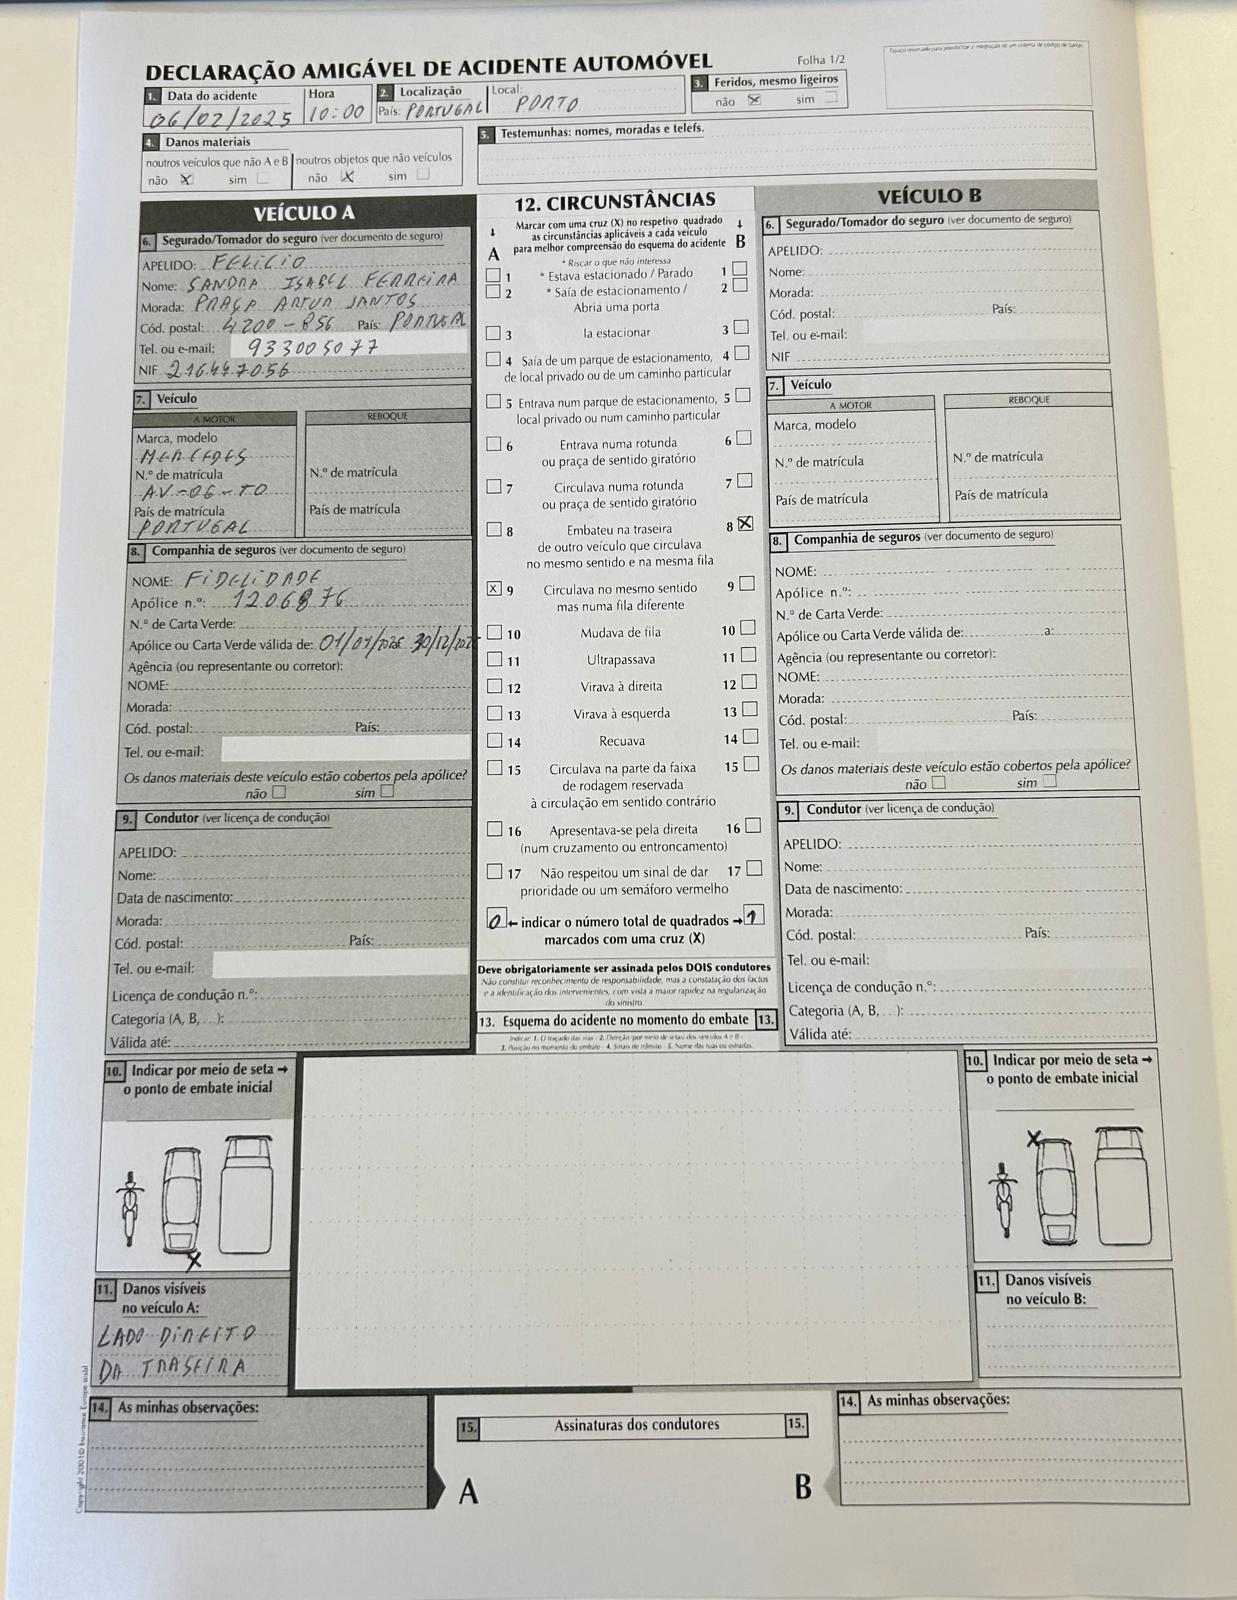 DECLARAÇÃO AMIGÁVEL DE ACIDENTE AUTOMÓVEL
Folha 1/2
1. Data do acidente
06/02/2025
Hora
10:00
2. Localização
País: PORTUGAL
Local: PORTO
3. Feridos, mesmo ligeiros
não X sim
4. Danos materiais
noutros veículos que não A e B
não X sim
noutros objetos que não veículos
não X sim
5. Testemunhas: nomes, moradas e telefs.
VEÍCULO A
6. Segurado/Tomador do seguro (ver documento de seguro)
APELIDO: FELICIO
Nome: SANDRA ISABEL FERREIRA
Morada: PRAÇA ARTUR SANTOS
Cód. postal: 4200-856 País: PORTUGAL
Tel. ou e-mail: 933005077
NIF 216447056
7. Veículo
A MOTOR
Marca, modelo
MERCEDES
N.º de matrícula
AV-06-TO
País de matrícula
PORTUGAL
REBOQUE
N.º de matrícula
País de matrícula
8. Companhia de seguros (ver documento de seguro)
NOME: FIDELIDADE
Apólice n.º: 1206876
N.º de Carta Verde:
Apólice ou Carta Verde válida de: 30/12/202
Agência (ou representante ou corretor):
NOME:
Morada:
Cód. postal: País:
Tel. ou e-mail:
Os danos materiais deste veículo estão cobertos pela apólice?
não sim
9. Condutor (ver licença de condução)
APELIDO:
Nome:
Data de nascimento:
Morada:
Cód. postal: País:
Tel. ou e-mail:
Licença de condução n.º:
Categoria (A, B, ...):
Válida até:
10. Indicar por meio de seta →
o ponto de embate inicial
X
11. Danos visíveis
no veículo A:
LADO DIREITO
DA TRASEIRA
14. As minhas observações:
12. CIRCUNSTÂNCIAS
Marcar com uma cruz (X) no respetivo quadrado
as circunstâncias aplicáveis a cada veículo
para melhor compreensão do esquema do acidente
A B
* Riscar o que não interessa
1 * Estava estacionado / Parado 1
2 * Saía de estacionamento / 2
Abria uma porta
3 Ia estacionar 3
4 Saía de um parque de estacionamento, 4
de local privado ou de um caminho particular
5 Entrava num parque de estacionamento, 5
local privado ou num caminho particular
6 Entrava numa rotunda 6
ou praça de sentido giratório
7 Circulava numa rotunda 7
ou praça de sentido giratório
8 Embateu na traseira 8 X
de outro veículo que circulava
no mesmo sentido e na mesma fila
X 9 Circulava no mesmo sentido 9
mas numa fila diferente
10 Mudava de fila 10
11 Ultrapassava 11
12 Virava à direita 12
13 Virava à esquerda 13
14 Recuava 14
15 Circulava na parte da faixa 15
de rodagem reservada
à circulação em sentido contrário
16 Apresentava-se pela direita 16
(num cruzamento ou entroncamento)
17 Não respeitou um sinal de dar 17
prioridade ou um semáforo vermelho
0 ← indicar o número total de quadrados → 1
marcados com uma cruz (X)
Deve obrigatoriamente ser assinada pelos DOIS condutores
Não constitui reconhecimento de responsabilidade, mas a constatação dos factos
e a identificação dos intervenientes, com vista a maior rapidez na regularização
do sinistro.
13. Esquema do acidente no momento do embate 13.
Indicar: 1. O traçado das vias - 2. Direção (por meio de setas) dos veículos A e B -
3. Posição no momento do embate - 4. Sinais de trânsito - 5. Nome das ruas ou estradas.
15. Assinaturas dos condutores 15.
A B
VEÍCULO B
6. Segurado/Tomador do seguro (ver documento de seguro)
APELIDO:
Nome:
Morada:
Cód. postal: País:
Tel. ou e-mail:
NIF
7. Veículo
A MOTOR
Marca, modelo
N.º de matrícula
País de matrícula
REBOQUE
N.º de matrícula
País de matrícula
8. Companhia de seguros (ver documento de seguro)
NOME:
Apólice n.º:
N.º de Carta Verde:
Apólice ou Carta Verde válida de: a:
Agência (ou representante ou corretor):
NOME:
Morada:
Cód. postal: País:
Tel. ou e-mail:
Os danos materiais deste veículo estão cobertos pela apólice?
não sim
9. Condutor (ver licença de condução)
APELIDO:
Nome:
Data de nascimento:
Morada:
Cód. postal: País:
Tel. ou e-mail:
Licença de condução n.º:
Categoria (A, B, ...):
Válida até:
10. Indicar por meio de seta →
o ponto de embate inicial
X
11. Danos visíveis
no veículo B:
14. As minhas observações: